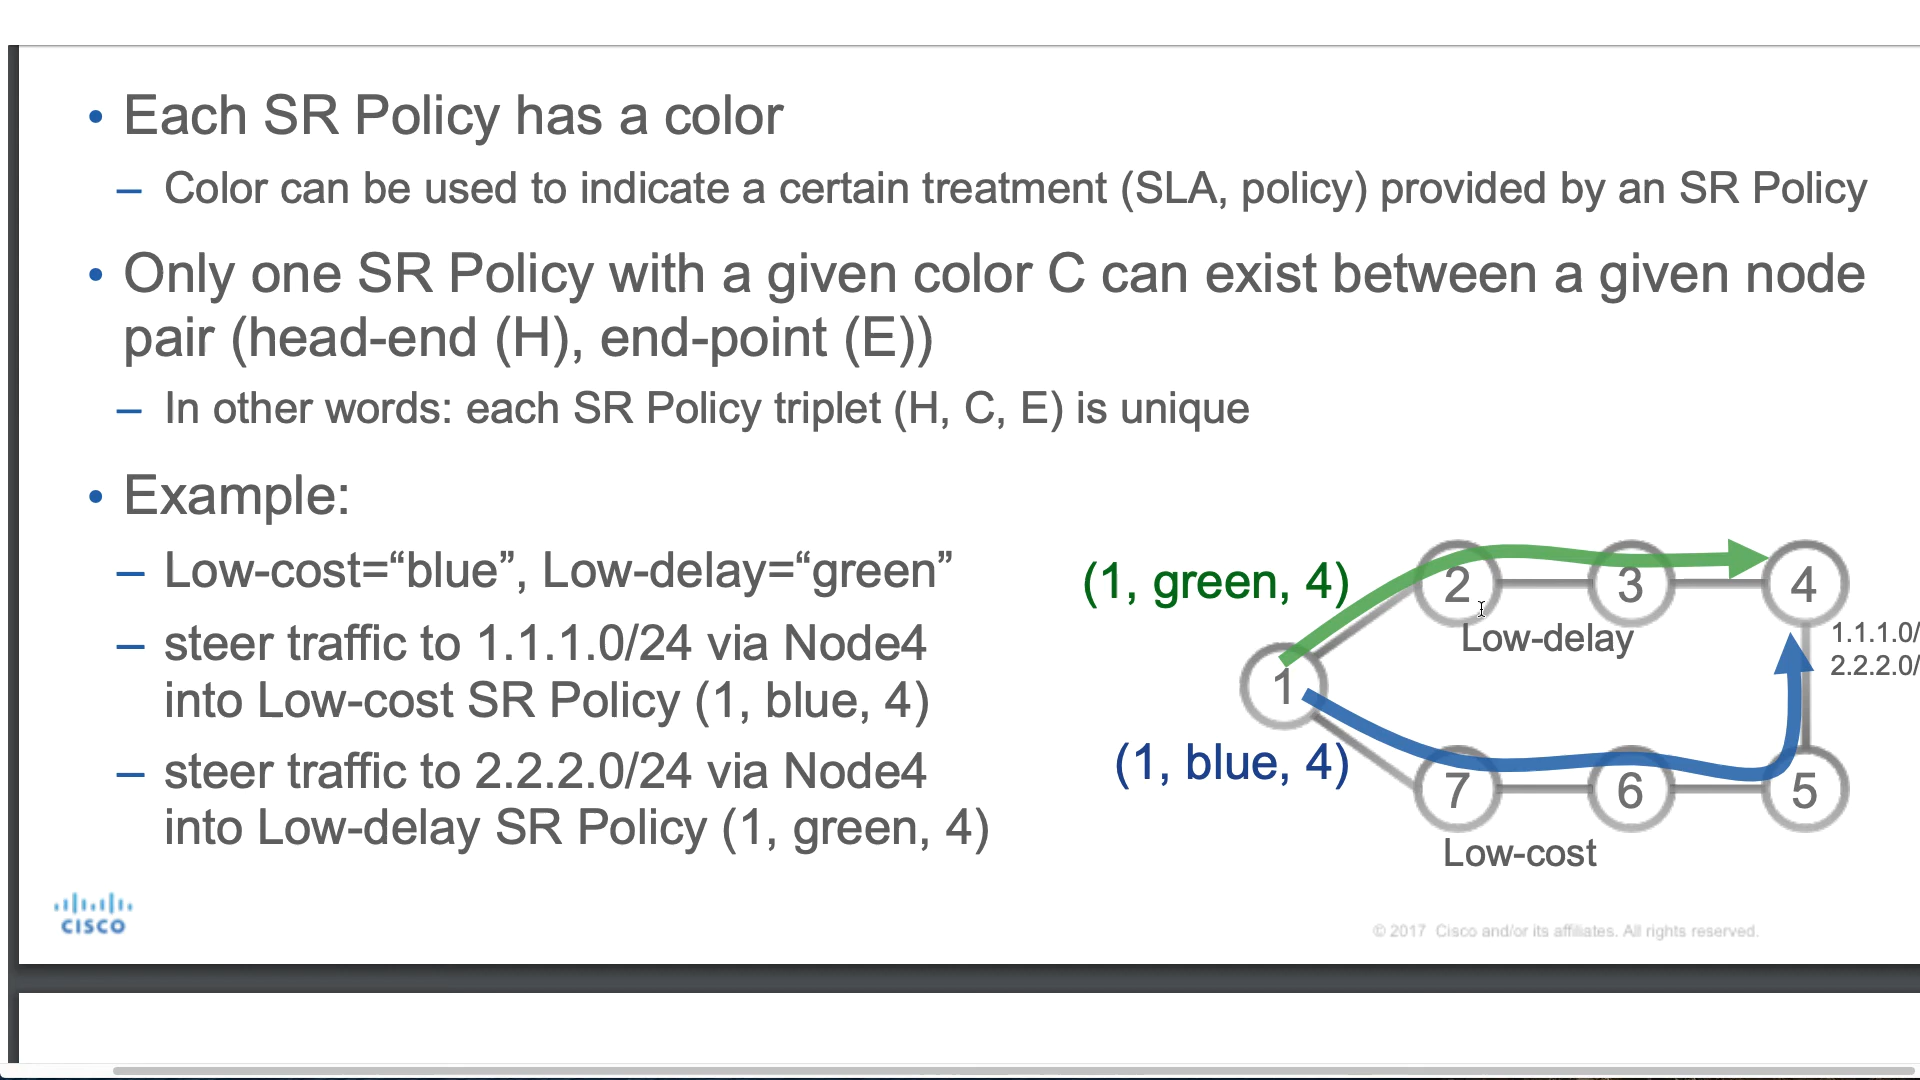 • Each SR Policy has a color
– Color can be used to indicate a certain treatment (SLA, policy) provided by an SR Policy
• Only one SR Policy with a given color C can exist between a given node
pair (head-end (H), end-point (E))
– In other words: each SR Policy triplet (H, C, E) is unique
• Example:
– Low-cost=“blue”, Low-delay=“green”
– steer traffic to 1.1.1.0/24 via Node4
into Low-cost SR Policy (1, blue, 4)
– steer traffic to 2.2.2.0/24 via Node4
into Low-delay SR Policy (1, green, 4)
(1, green, 4)
2
3
4
Low-delay
1.1.1.0/
2.2.2.0/
1
(1, blue, 4)
7
6
5
Low-cost
CISCO
© 2017 Cisco and/or its affiliates. All rights reserved.